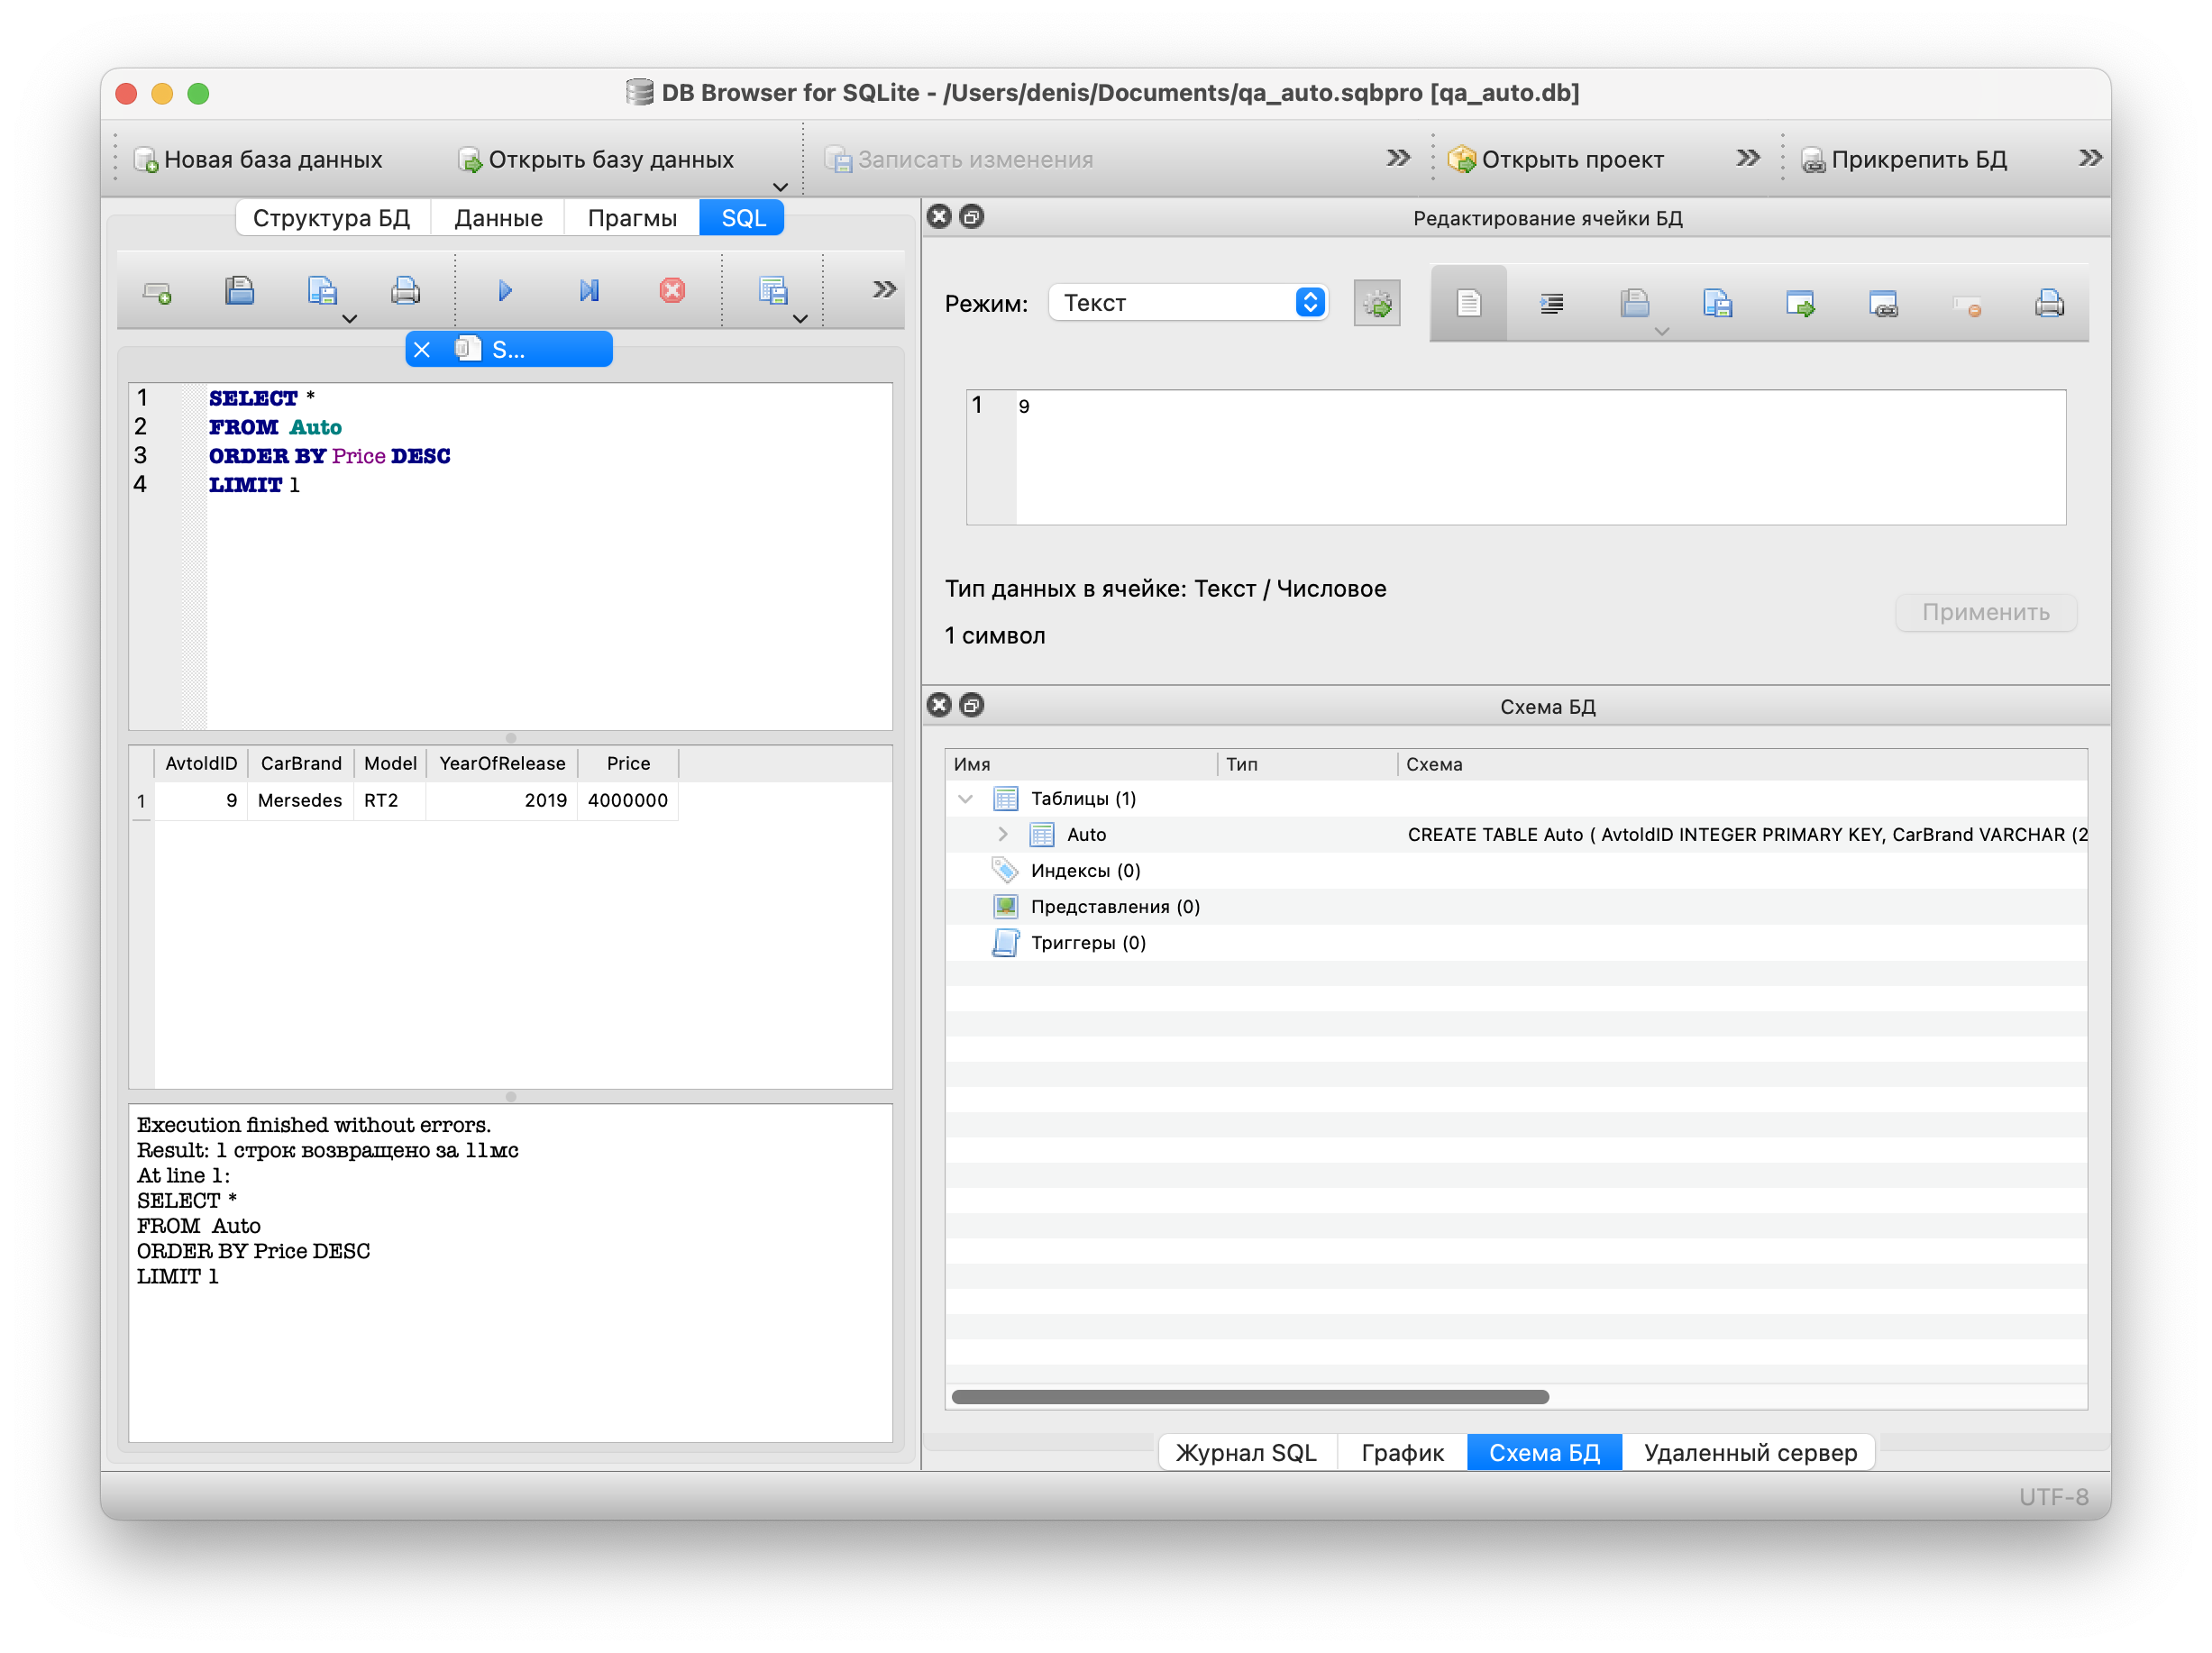 DB Browser for SQLite - /Users/denis/Documents/qa_auto.sqbpro [qa_auto.db]
Новая база данных
Открыть базу данных
Записать изменения
Открыть проект
Прикрепить БД
Структура БД
Данные
Прагмы
SQL
S...
1 SELECT *
2 FROM Auto
3 ORDER BY Price DESC
4 LIMIT 1
AvtoIdID CarBrand Model YearOfRelease Price
1 9 Mersedes RT2 2019 4000000
Execution finished without errors.
Result: 1 строк возвращено за 11мс
At line 1:
SELECT *
FROM Auto
ORDER BY Price DESC
LIMIT 1
Редактирование ячейки БД
Режим: Текст
1 9
Тип данных в ячейке: Текст / Числовое
1 символ
Применить
Схема БД
Имя Тип Схема
Таблицы (1)
Auto CREATE TABLE Auto ( AvtoIdID INTEGER PRIMARY KEY, CarBrand VARCHAR (2
Индексы (0)
Представления (0)
Триггеры (0)
Журнал SQL
График
Схема БД
Удаленный сервер
UTF-8